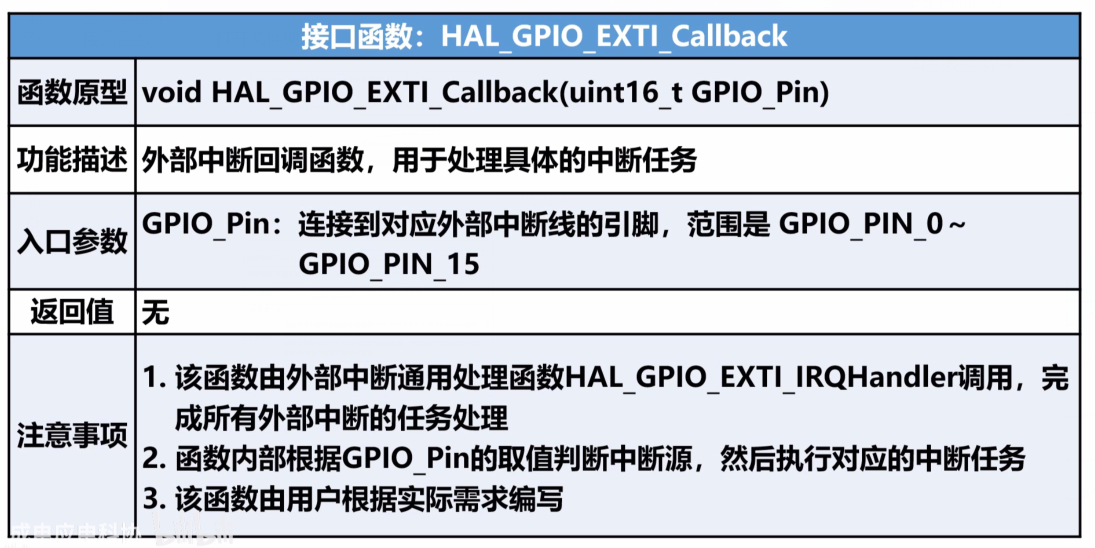 接口函数：HAL_GPIO_EXTI_Callback
函数原型 void HAL_GPIO_EXTI_Callback(uint16_t GPIO_Pin)
功能描述 外部中断回调函数，用于处理具体的中断任务
入口参数 GPIO_Pin：连接到对应外部中断线的引脚，范围是 GPIO_PIN_0～
GPIO_PIN_15
返回值 无
注意事项
1. 该函数由外部中断通用处理函数HAL_GPIO_EXTI_IRQHandler调用，完
成所有外部中断的任务处理
2. 函数内部根据GPIO_Pin的取值判断中断源，然后执行对应的中断任务
3. 该函数由用户根据实际需求编写